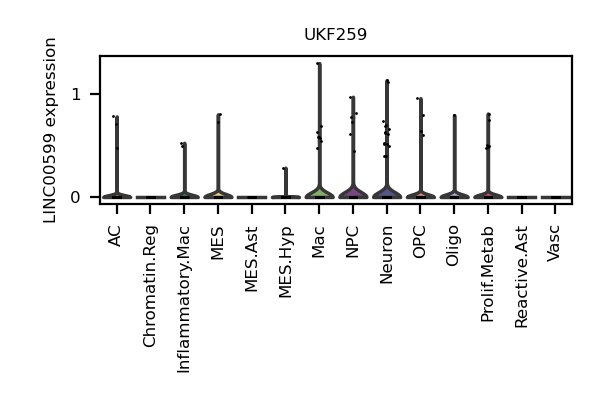 UKF259
LINC00599 expression
1
0
AC
Chromatin.Reg
Inflammatory.Mac
MES
MES.Ast
MES.Hyp
Mac
NPC
Neuron
OPC
Oligo
Prolif.Metab
Reactive.Ast
Vasc